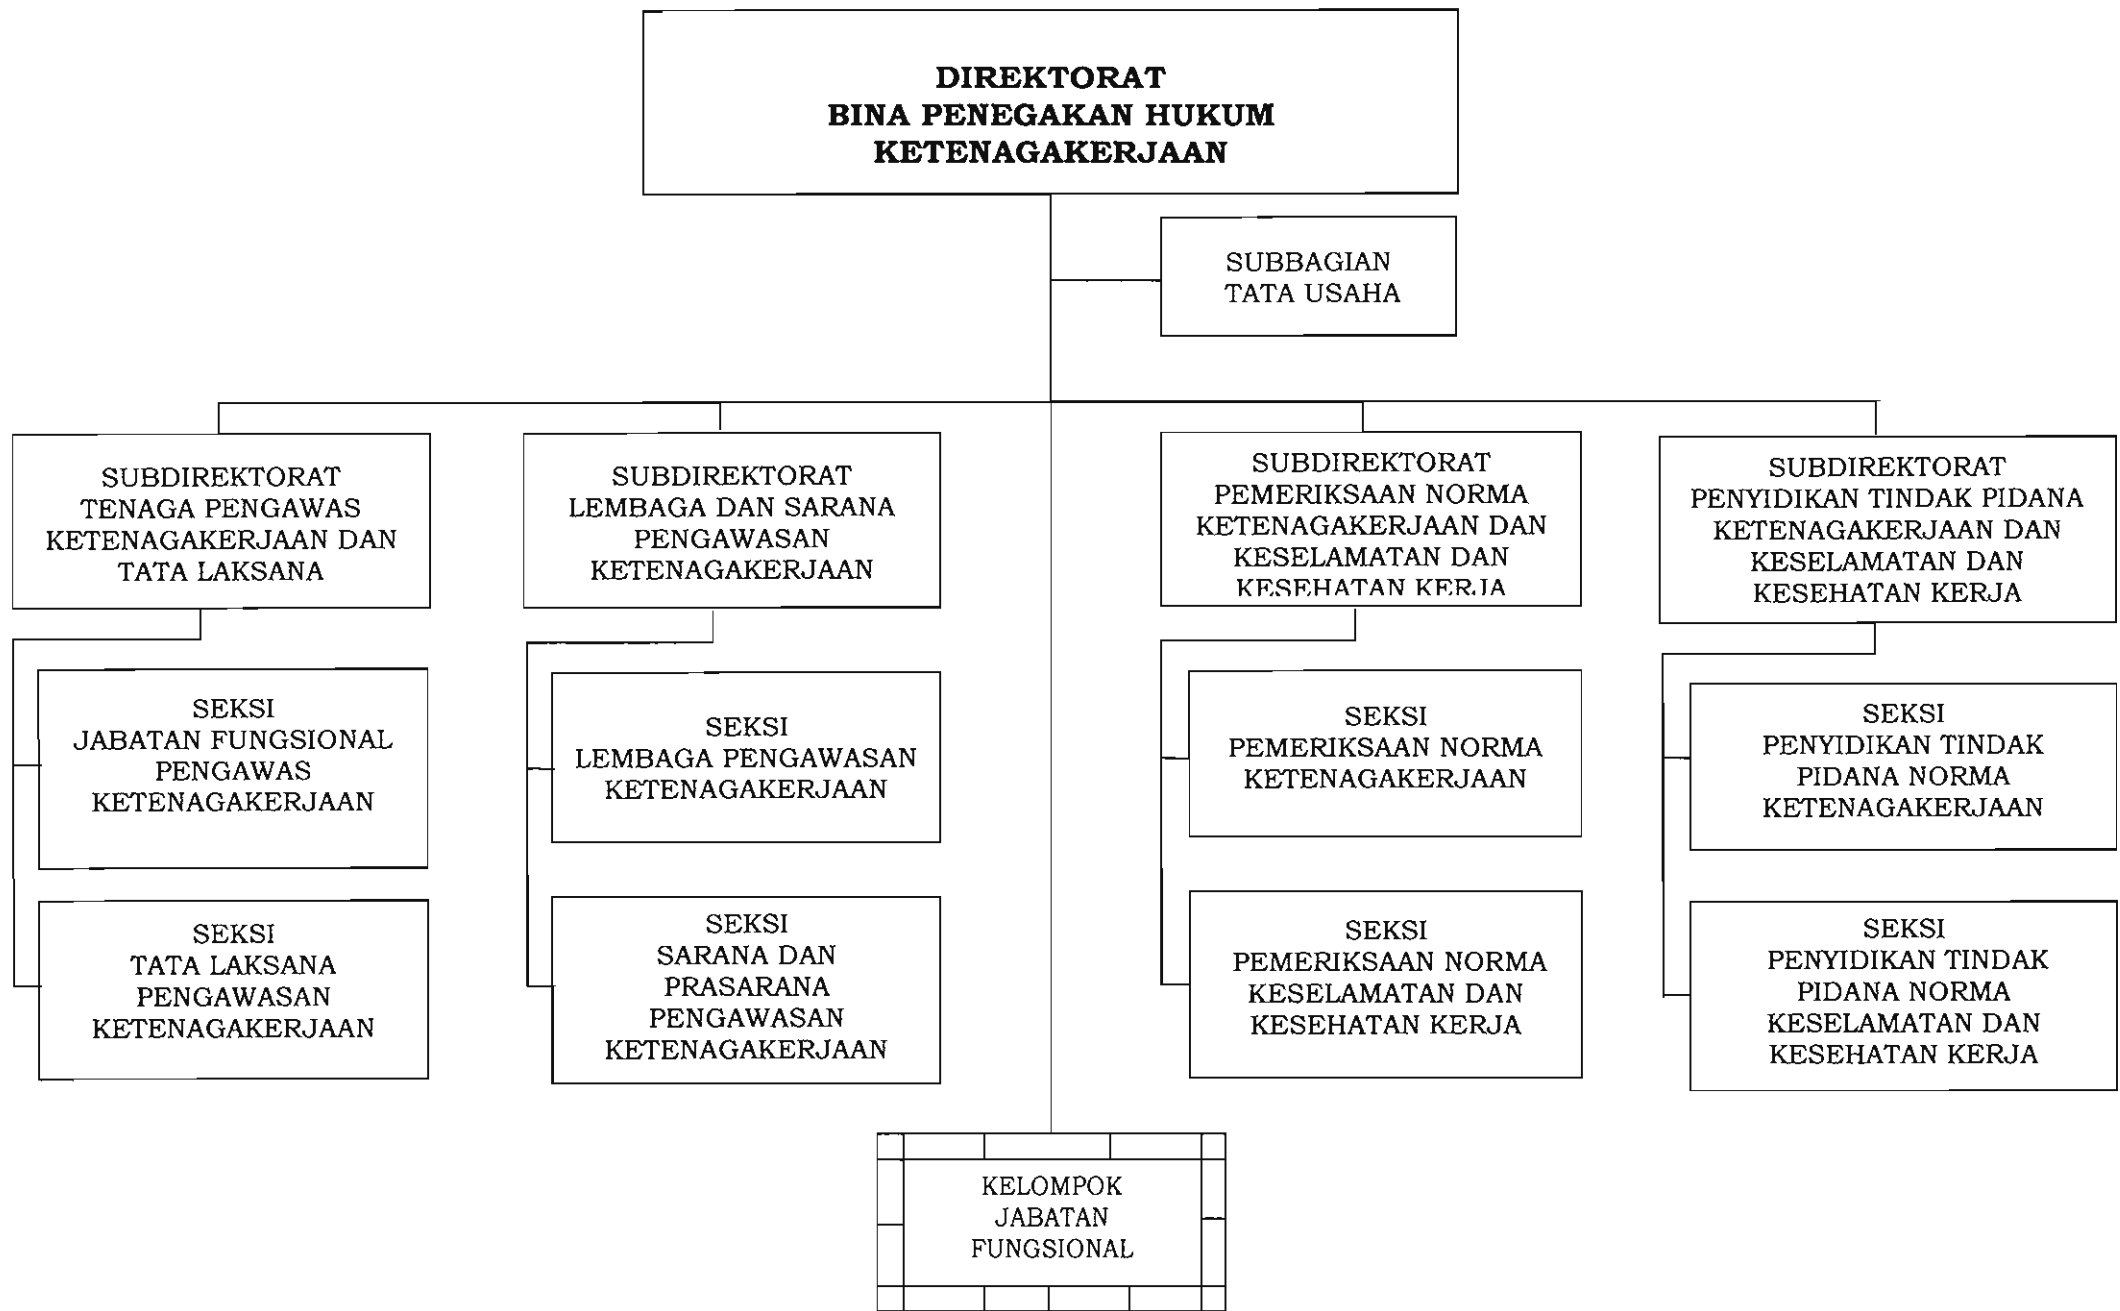 DIREKTORAT
BINA PENEGAKAN HUKUM
KETENAGAKERJAAN
SUBBAGIAN
TATA USAHA
SUBDIREKTORAT
TENAGA PENGAWAS
KETENAGAKERJAAN DAN
TATA LAKSANA
SUBDIREKTORAT
LEMBAGA DAN SARANA
PENGAWASAN
KETENAGAKERJAAN
SUBDIREKTORAT
PEMERIKSAAN NORMA
KETENAGAKERJAAN DAN
KESELAMATAN DAN
KESEHATAN KERJA
SUBDIREKTORAT
PENYIDIKAN TINDAK PIDANA
KETENAGAKERJAAN DAN
KESELAMATAN DAN
KESEHATAN KERJA
SEKSI
JABATAN FUNGSIONAL
PENGAWAS
KETENAGAKERJAAN
SEKSI
LEMBAGA PENGAWASAN
KETENAGAKERJAAN
SEKSI
PEMERIKSAAN NORMA
KETENAGAKERJAAN
SEKSI
PENYIDIKAN TINDAK
PIDANA NORMA
KETENAGAKERJAAN
SEKSI
TATA LAKSANA
PENGAWASAN
KETENAGAKERJAAN
SEKSI
SARANA DAN
PRASARANA
PENGAWASAN
KETENAGAKERJAAN
SEKSI
PEMERIKSAAN NORMA
KESELAMATAN DAN
KESEHATAN KERJA
SEKSI
PENYIDIKAN TINDAK
PIDANA NORMA
KESELAMATAN DAN
KESEHATAN KERJA
KELOMPOK
JABATAN
FUNGSIONAL